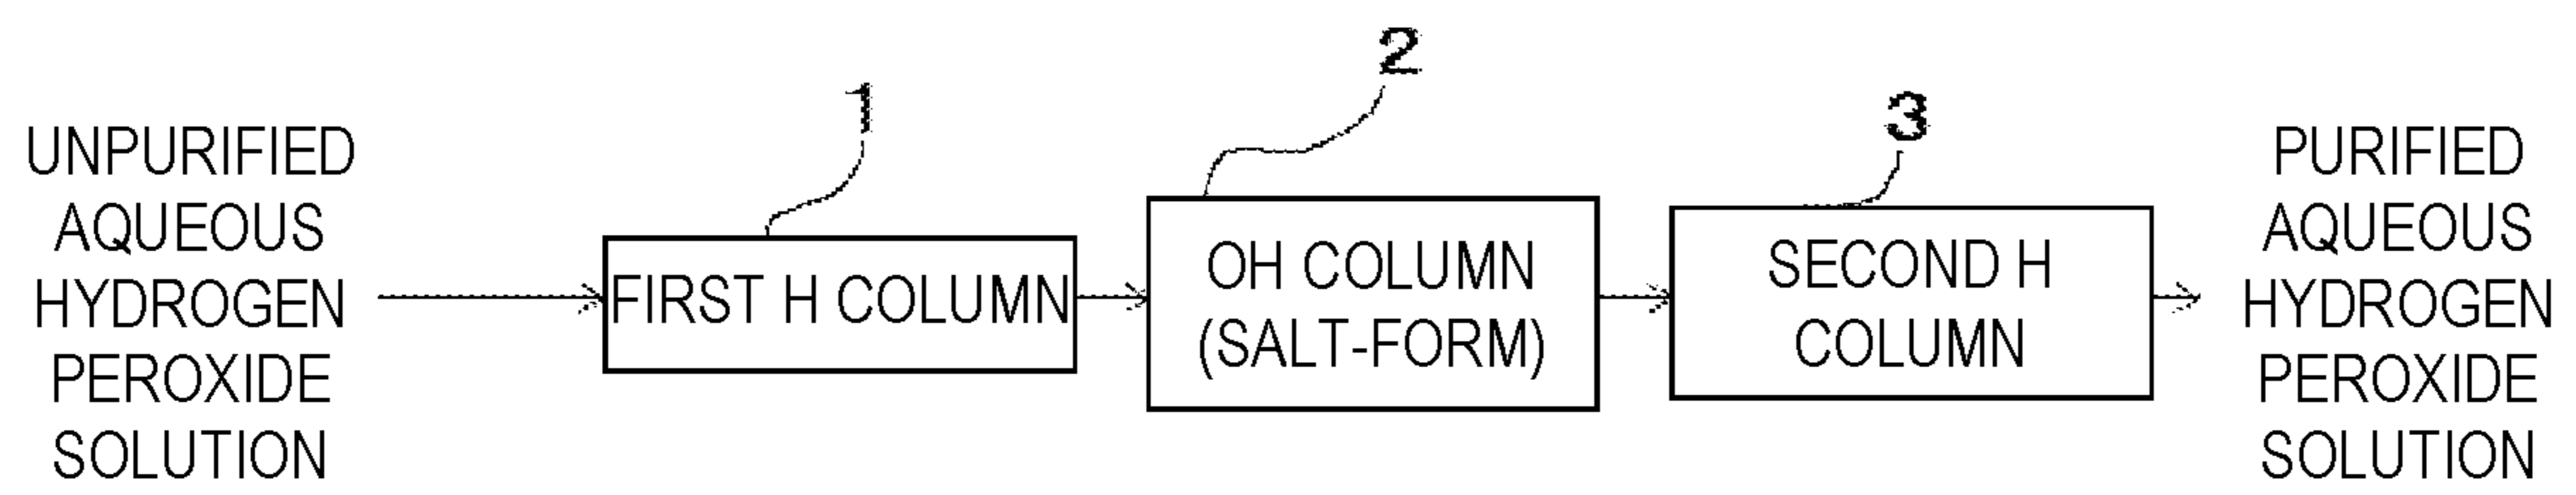 1
2
3
UNPURIFIED
AQUEOUS
HYDROGEN
PEROXIDE
SOLUTION
FIRST H COLUMN
OH COLUMN
(SALT-FORM)
SECOND H
COLUMN
PURIFIED
AQUEOUS
HYDROGEN
PEROXIDE
SOLUTION